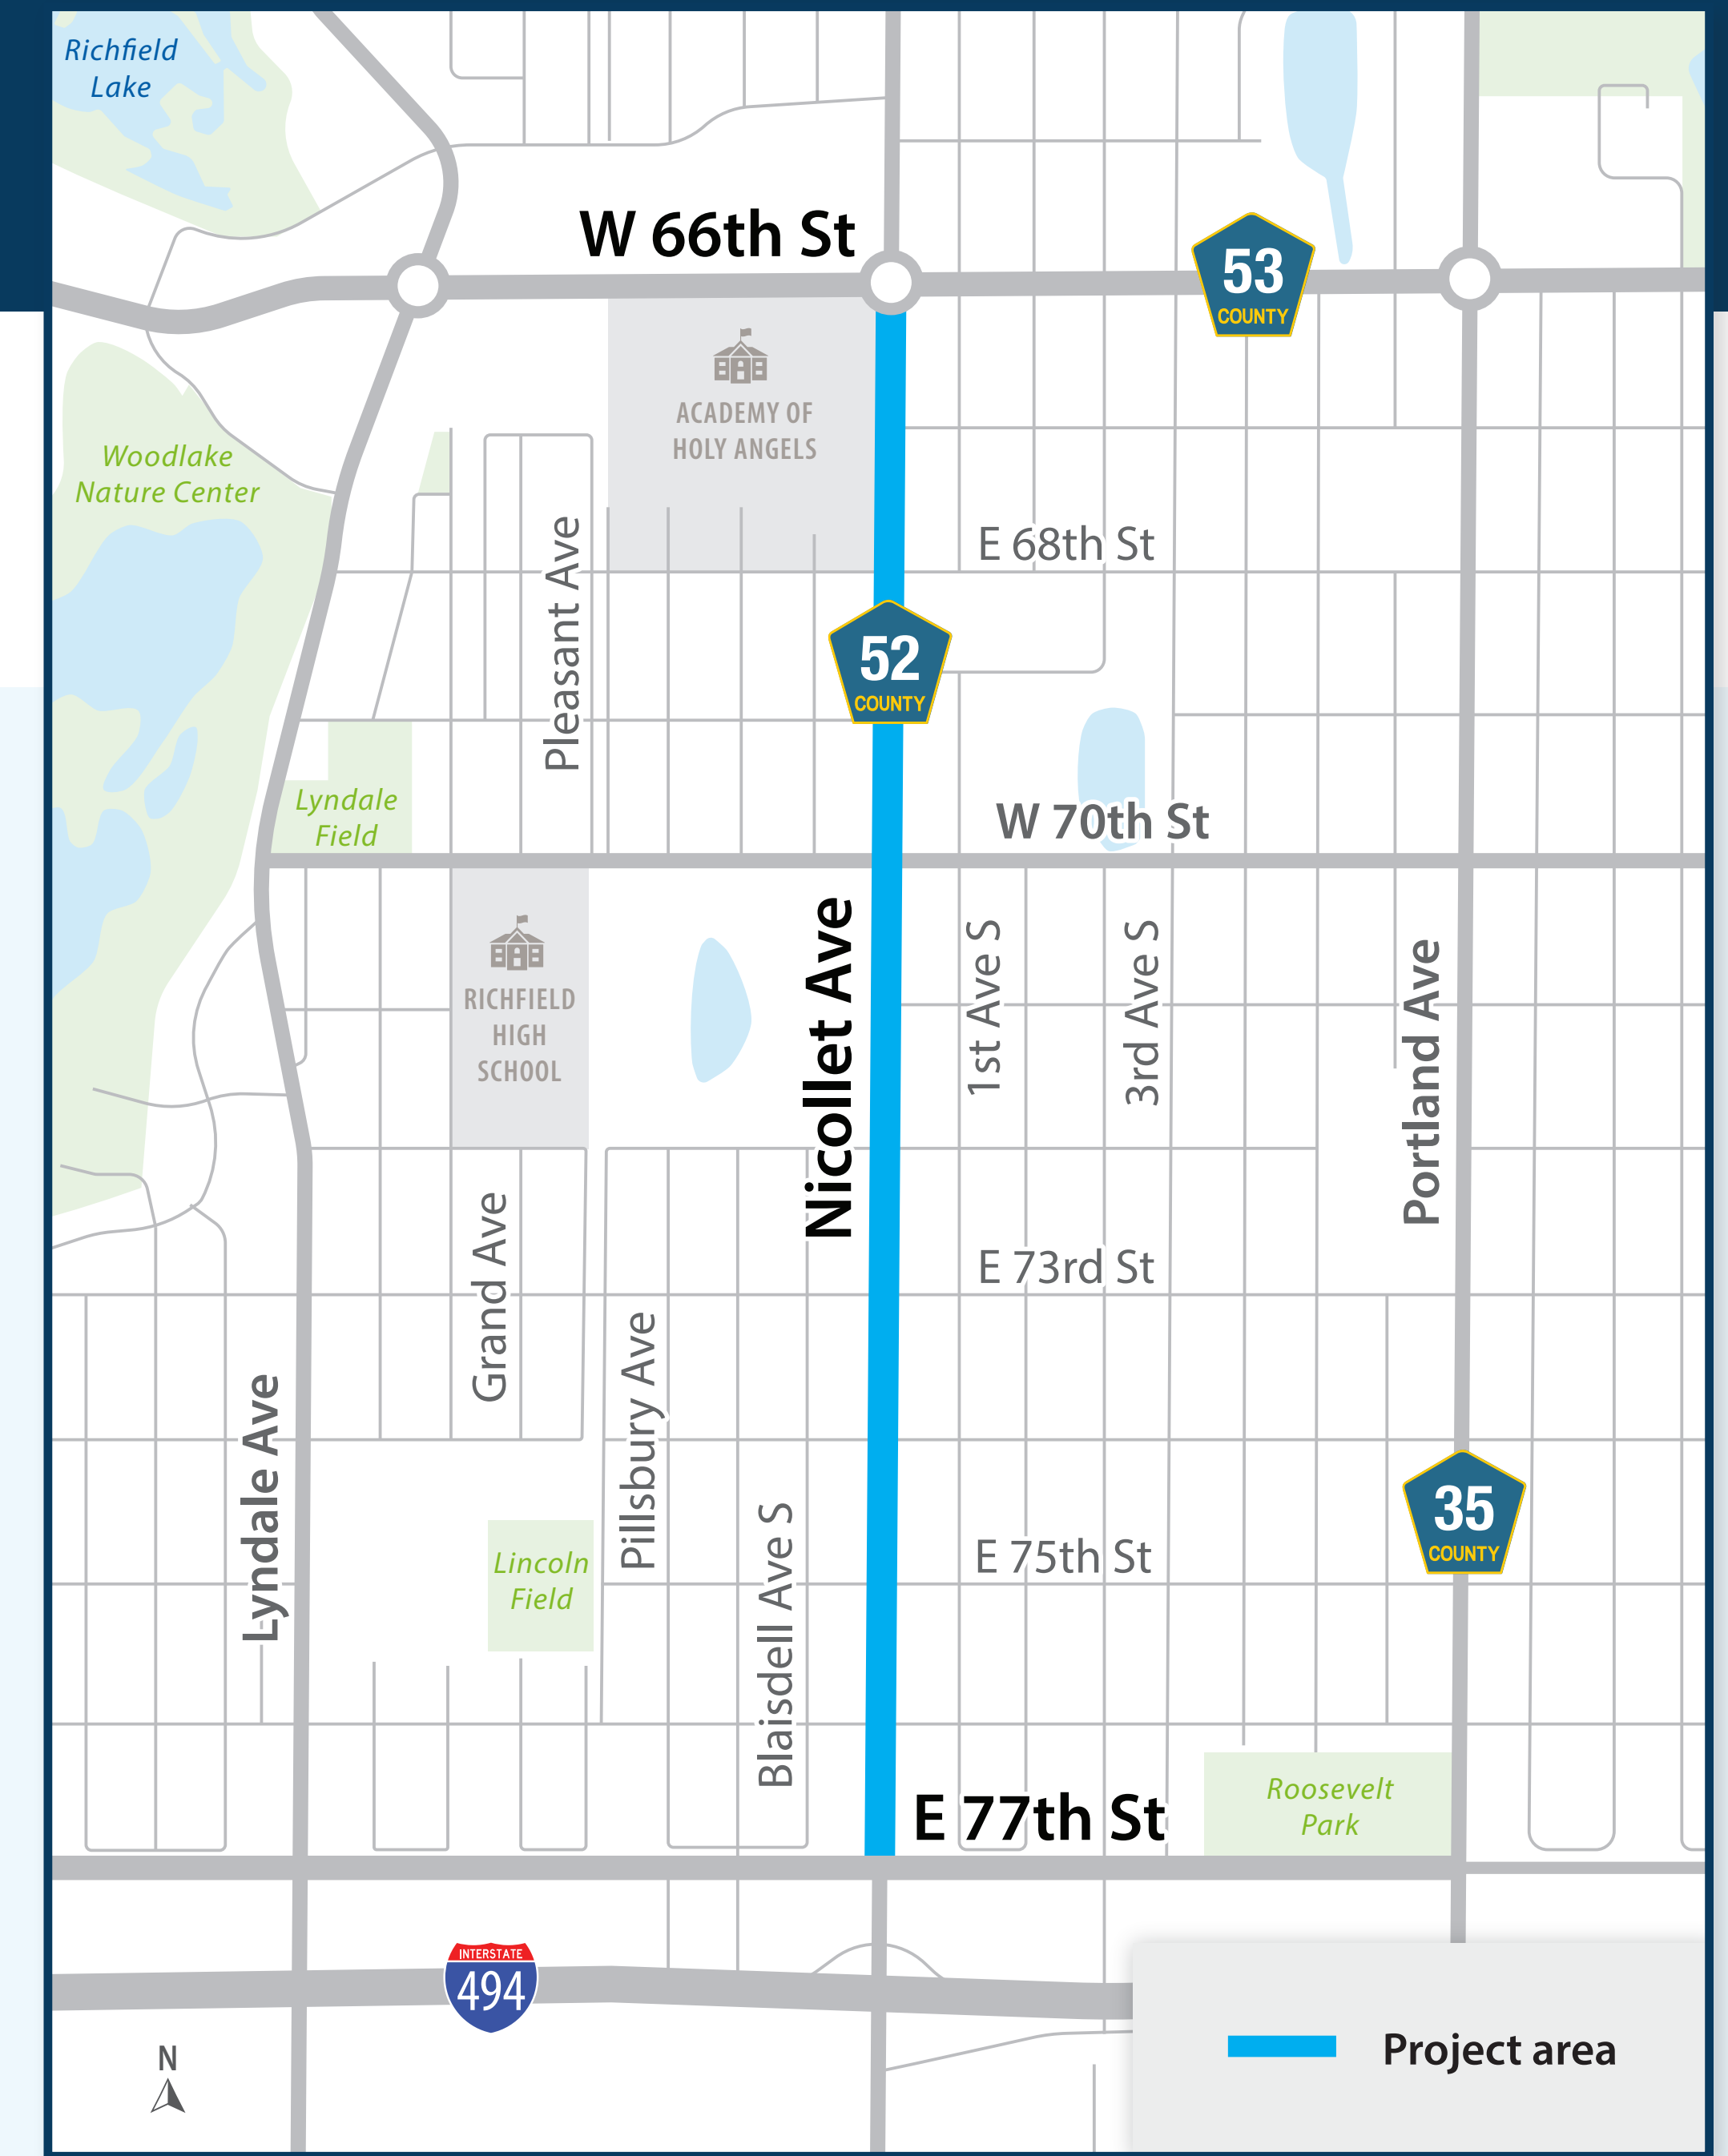 Richfield
Lake
W 66th St
53
COUNTY
ACADEMY OF
HOLY ANGELS
Woodlake
Nature Center
E 68th St
Pleasant Ave
52
COUNTY
Lyndale
Field
W 70th St
Nicollet Ave
1st Ave S
3rd Ave S
Portland Ave
RICHFIELD
HIGH
SCHOOL
Grand Ave
E 73rd St
Pillsbury Ave
Lyndale Ave
35
COUNTY
Blaisdell Ave S
E 75th St
Lincoln
Field
Roosevelt
Park
E 77th St
INTERSTATE
494
N
Project area